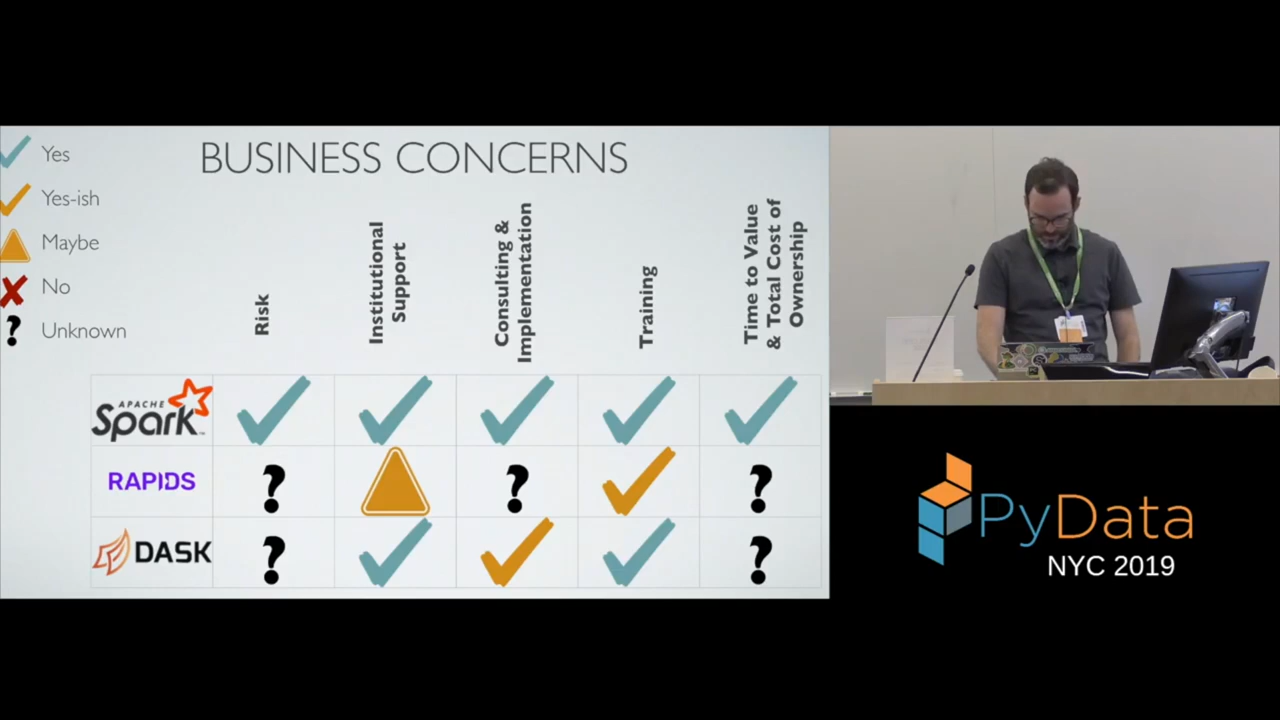 BUSINESS CONCERNS
Yes
Yes-ish
Maybe
No
Unknown
Risk
Institutional
Support
Consulting &
Implementation
Training
Time to Value
& Total Cost of
Ownership
APACHE
Spark
RAPIDS
DASK
PyData
NYC 2019